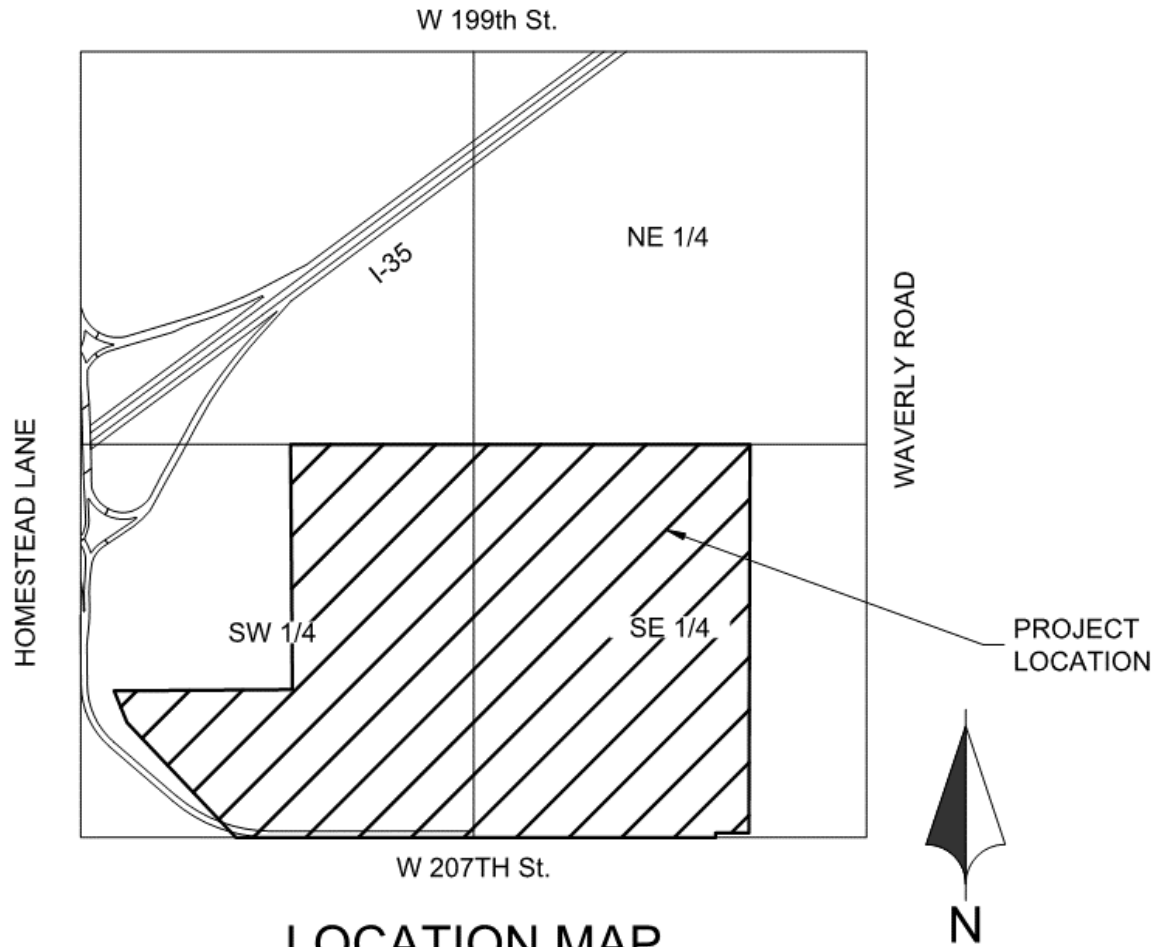 W 199th St.
NE 1/4
I-35
WAVERLY ROAD
HOMESTEAD LANE
SW 1/4
SE 1/4
PROJECT
LOCATION
W 207TH St.
N
LOCATION MAP